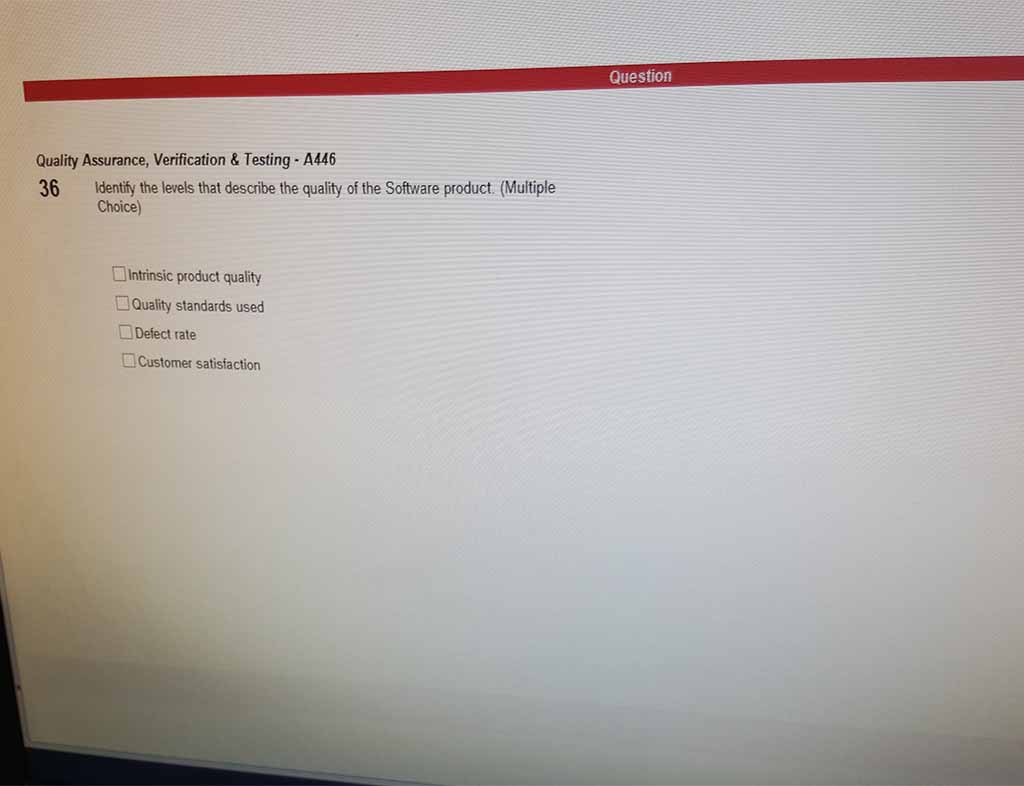 Question
Quality Assurance, Verification & Testing - A446
36 Identify the levels that describe the quality of the Software product. (Multiple
Choice)
Intrinsic product quality
Quality standards used
Defect rate
Customer satisfaction